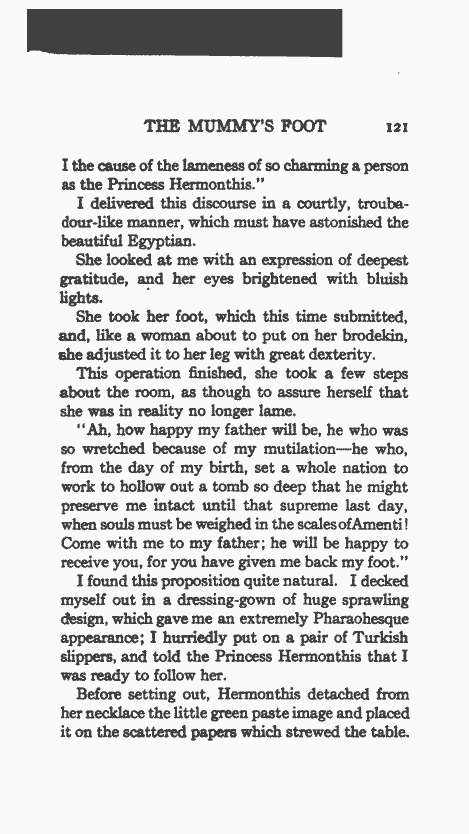 THE MUMMY'S FOOT 121
I the cause of the lameness of so charming a person
as the Princess Hermonthis."
I delivered this discourse in a courtly, trouba-
dour-like manner, which must have astonished the
beautiful Egyptian.
She looked at me with an expression of deepest
gratitude, and her eyes brightened with bluish
lights.
She took her foot, which this time submitted,
and, like a woman about to put on her brodekin,
she adjusted it to her leg with great dexterity.
This operation finished, she took a few steps
about the room, as though to assure herself that
she was in reality no longer lame.
"Ah, how happy my father will be, he who was
so wretched because of my mutilation—he who,
from the day of my birth, set a whole nation to
work to hollow out a tomb so deep that he might
preserve me intact until that supreme last day,
when souls must be weighed in the scales of Amenti!
Come with me to my father; he will be happy to
receive you, for you have given me back my foot."
I found this proposition quite natural. I decked
myself out in a dressing-gown of huge sprawling
design, which gave me an extremely Pharaohesque
appearance; I hurriedly put on a pair of Turkish
slippers, and told the Princess Hermonthis that I
was ready to follow her.
Before setting out, Hermonthis detached from
her necklace the little green paste image and placed
it on the scattered papers which strewed the table.